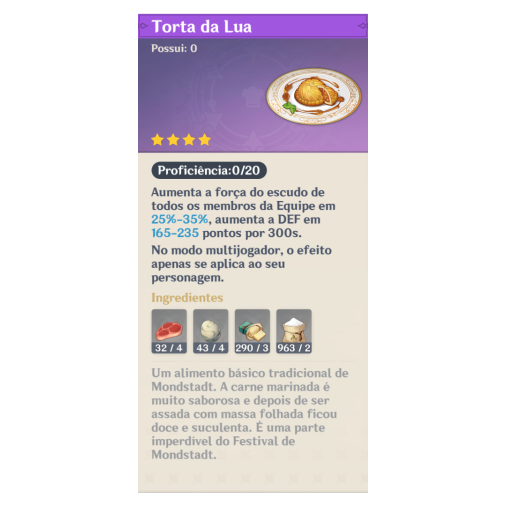 Torta da Lua
Possui: 0
Proficiência:0/20
Aumenta a força do escudo de
todos os membros da Equipe em
25%-35%, aumenta a DEF em
165-235 pontos por 300s.
No modo multijogador, o efeito
apenas se aplica ao seu
personagem.
Ingredientes
32 / 4 43 / 4 290 / 3 963 / 2
Um alimento básico tradicional de
Mondstadt. A carne marinada é
muito saborosa e depois de ser
assada com massa folhada ficou
doce e suculenta. É uma parte
imperdível do Festival de
Mondstadt.